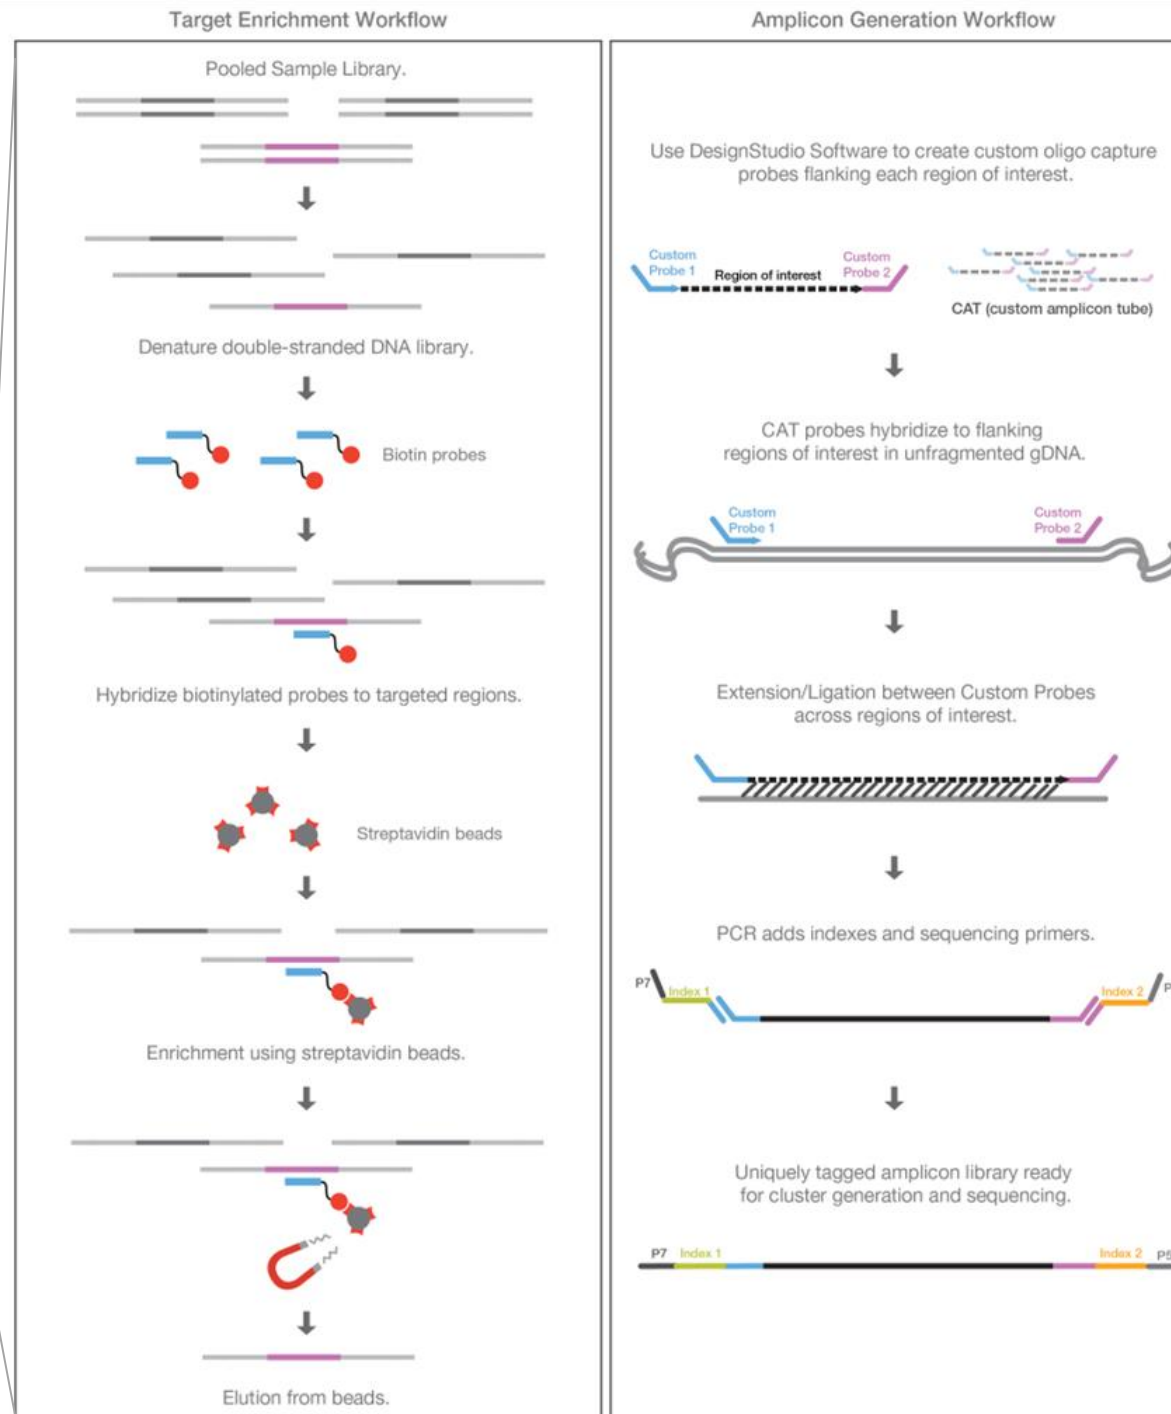 Target Enrichment Workflow
Pooled Sample Library.
Denature double-stranded DNA library.
Biotin probes
Hybridize biotinylated probes to targeted regions.
Streptavidin beads
Enrichment using streptavidin beads.
Elution from beads.
Amplicon Generation Workflow
Use DesignStudio Software to create custom oligo capture
probes flanking each region of interest.
Custom
Probe 1
Region of interest
Custom
Probe 2
CAT (custom amplicon tube)
CAT probes hybridize to flanking
regions of interest in unfragmented gDNA.
Custom
Probe 1
Custom
Probe 2
Extension/Ligation between Custom Probes
across regions of interest.
PCR adds indexes and sequencing primers.
P7
Index 1
Index 2
P
Uniquely tagged amplicon library ready
for cluster generation and sequencing.
P7
Index 1
Index 2
P5